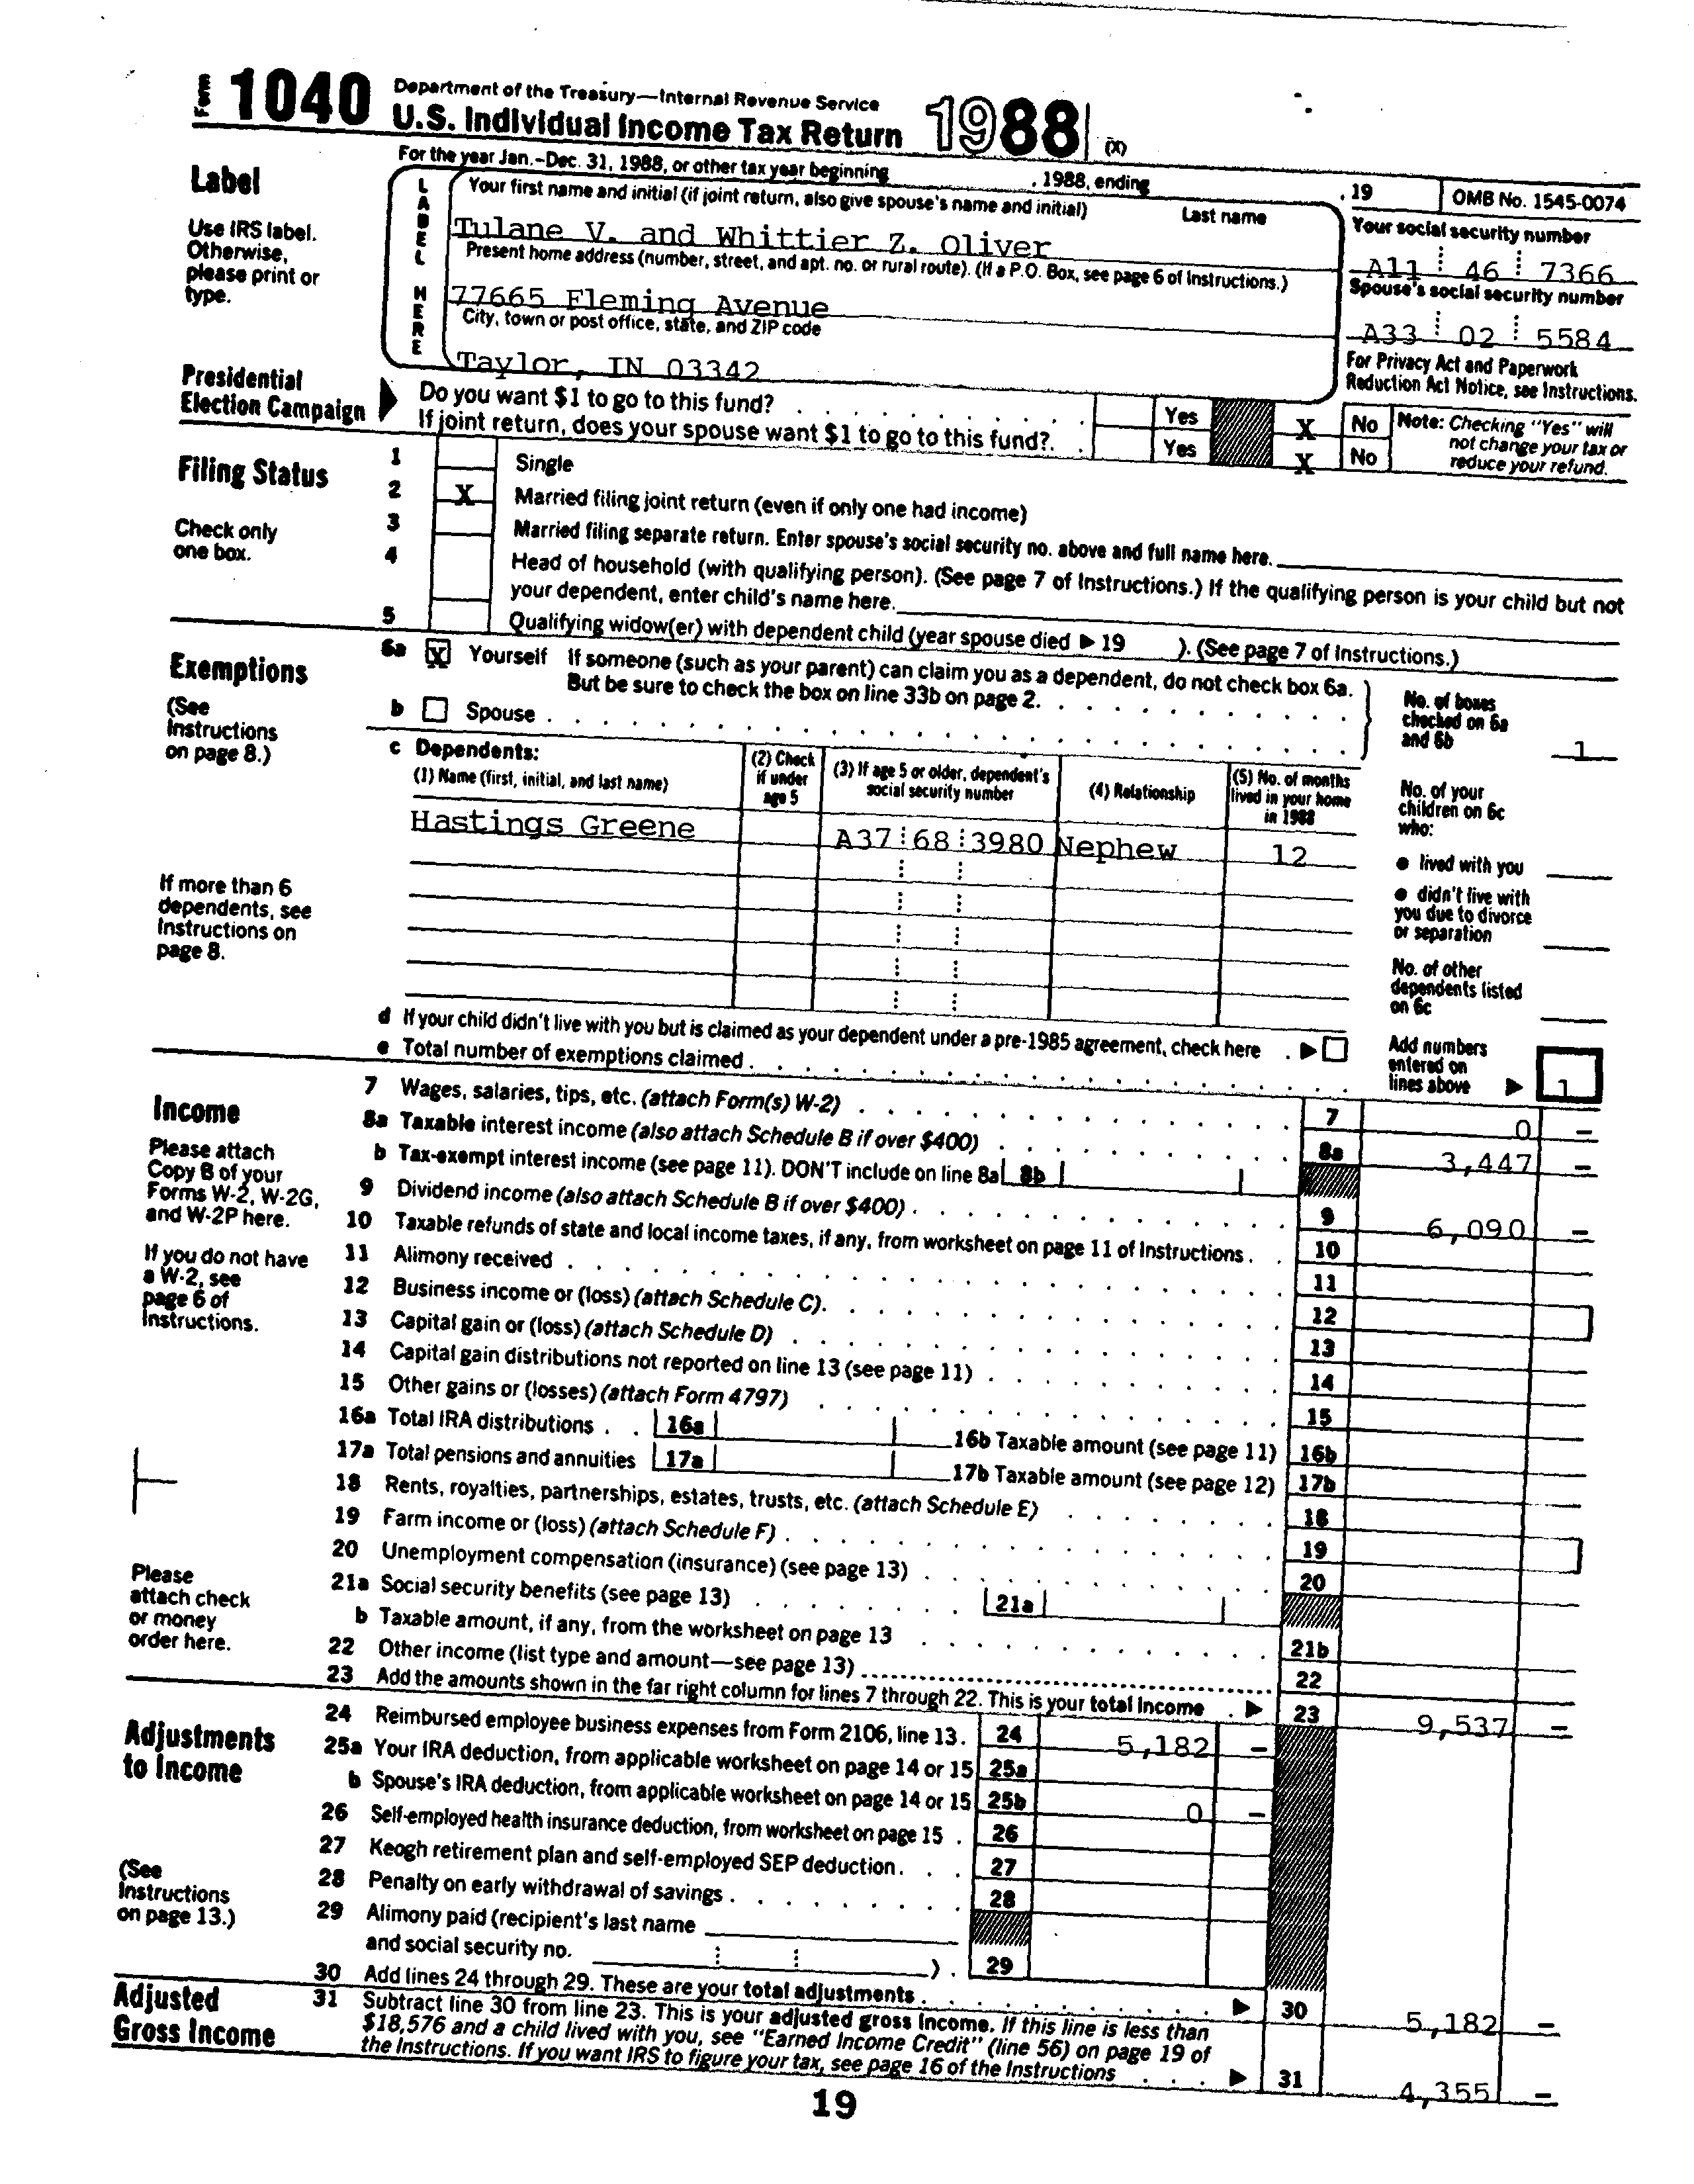 Form 1040 Department of the Treasury—Internal Revenue Service
U.S. Individual Income Tax Return 1988 (X)
For the year Jan.–Dec. 31, 1988, or other tax year beginning , 1988, ending , 19 OMB No. 1545-0074
Label
Use IRS label.
Otherwise,
please print or
type.
LABEL HERE
Your first name and initial (if joint return, also give spouse's name and initial) Last name
Tulane V. and Whittier Z. Oliver
Present home address (number, street, and apt. no. or rural route). (If a P.O. Box, see page 6 of Instructions.)
77665 Fleming Avenue
City, town or post office, state, and ZIP code
Taylor, IN 03342
Your social security number
A11 46 7366
Spouse's social security number
A33 02 5584
For Privacy Act and Paperwork
Reduction Act Notice, see Instructions.
Presidential
Election Campaign
Do you want $1 to go to this fund? Yes X No
If joint return, does your spouse want $1 to go to this fund? Yes X No
Note: Checking "Yes" will
not change your tax or
reduce your refund.
Filing Status
Check only
one box.
1 Single
2 X Married filing joint return (even if only one had income)
3 Married filing separate return. Enter spouse's social security no. above and full name here.
4 Head of household (with qualifying person). (See page 7 of Instructions.) If the qualifying person is your child but not
your dependent, enter child's name here.
5 Qualifying widow(er) with dependent child (year spouse died ▶ 19 ). (See page 7 of Instructions.)
Exemptions
(See
Instructions
on page 8.)
6a X Yourself If someone (such as your parent) can claim you as a dependent, do not check box 6a.
But be sure to check the box on line 33b on page 2.
b Spouse
No. of boxes
checked on 6a
and 6b 1
c Dependents:
(1) Name (first, initial, and last name)
(2) Check
if under
age 5
(3) If age 5 or older, dependent's
social security number
(4) Relationship
(5) No. of months
lived in your home
in 1988
Hastings Greene A37 68 3980 Nephew 12
If more than 6
dependents, see
Instructions on
page 8.
No. of your
children on 6c
who:
● lived with you
● didn't live with
you due to divorce
or separation
No. of other
dependents listed
on 6c
d If your child didn't live with you but is claimed as your dependent under a pre-1985 agreement, check here ▶
e Total number of exemptions claimed
Add numbers
entered on
lines above ▶ 1
Income
Please attach
Copy B of your
Forms W-2, W-2G,
and W-2P here.
If you do not have
a W-2, see
page 6 of
Instructions.
7 Wages, salaries, tips, etc. (attach Form(s) W-2) 7 0 –
8a Taxable interest income (also attach Schedule B if over $400) 8a 3,447 –
b Tax-exempt interest income (see page 11). DON'T include on line 8a 8b
9 Dividend income (also attach Schedule B if over $400) 9 6,090 –
10 Taxable refunds of state and local income taxes, if any, from worksheet on page 11 of Instructions 10
11 Alimony received 11
12 Business income or (loss) (attach Schedule C) 12
13 Capital gain or (loss) (attach Schedule D) 13
14 Capital gain distributions not reported on line 13 (see page 11) 14
15 Other gains or (losses) (attach Form 4797) 15
16a Total IRA distributions 16a 16b Taxable amount (see page 11) 16b
17a Total pensions and annuities 17a 17b Taxable amount (see page 12) 17b
18 Rents, royalties, partnerships, estates, trusts, etc. (attach Schedule E) 18
19 Farm income or (loss) (attach Schedule F) 19
20 Unemployment compensation (insurance) (see page 13) 20
21a Social security benefits (see page 13) 21a
b Taxable amount, if any, from the worksheet on page 13 21b
22 Other income (list type and amount—see page 13) 22
23 Add the amounts shown in the far right column for lines 7 through 22. This is your total income ▶ 23 9,537 –
Please
attach check
or money
order here.
Adjustments
to Income
(See
Instructions
on page 13.)
24 Reimbursed employee business expenses from Form 2106, line 13. 24 5,182 –
25a Your IRA deduction, from applicable worksheet on page 14 or 15 25a
b Spouse's IRA deduction, from applicable worksheet on page 14 or 15 25b 0 –
26 Self-employed health insurance deduction, from worksheet on page 15 26
27 Keogh retirement plan and self-employed SEP deduction 27
28 Penalty on early withdrawal of savings 28
29 Alimony paid (recipient's last name
and social security no. ) 29
30 Add lines 24 through 29. These are your total adjustments ▶ 30 5,182 –
Adjusted
Gross Income
31 Subtract line 30 from line 23. This is your adjusted gross income. If this line is less than
$18,576 and a child lived with you, see "Earned Income Credit" (line 56) on page 19 of
the Instructions. If you want IRS to figure your tax, see page 16 of the Instructions ▶ 31 4,355 –
19